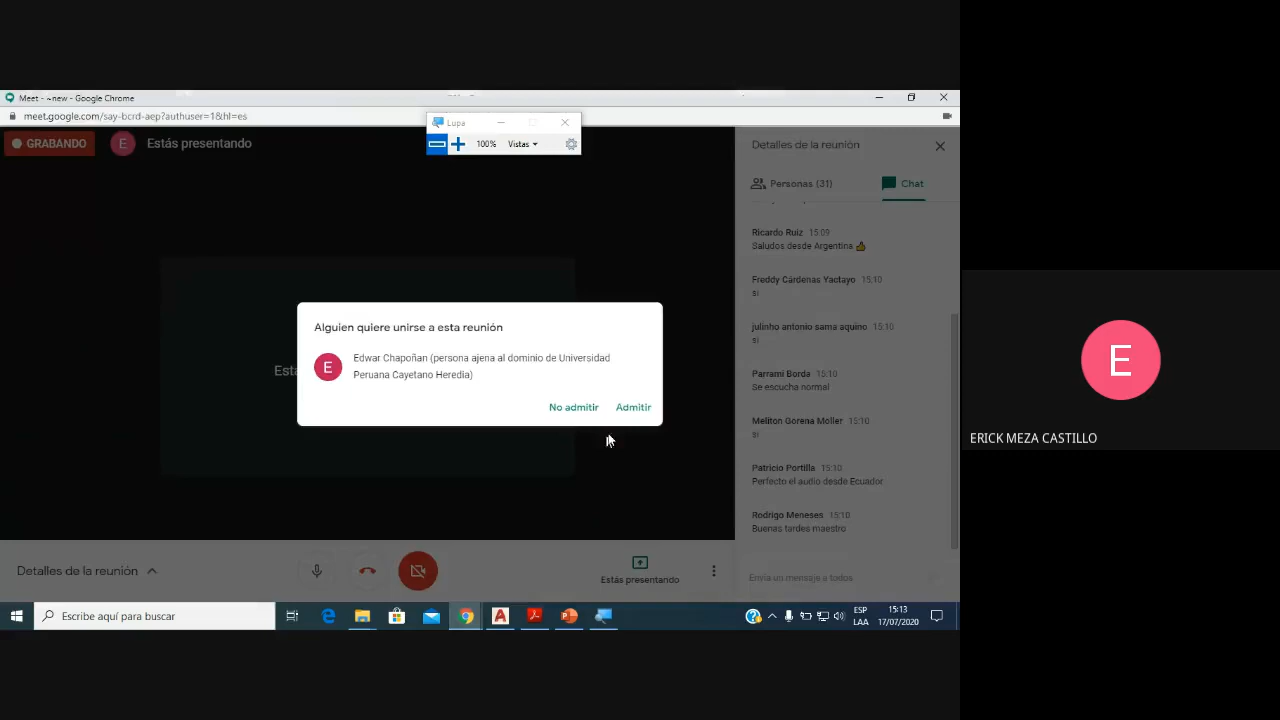 Meet - ~new - Google Chrome
meet.google.com/say-bcrd-aep?authuser=1&hl=es
Lupa
100% Vistas
GRABANDO
E
Estás presentando
Detalles de la reunión
Personas (31)
Chat
Ricardo Ruiz 15:09
Saludos desde Argentina 👍
Freddy Cárdenas Yactayo 15:10
si
julinho antonio sama aquino 15:10
si
Parrami Borda 15:10
Se escucha normal
Meliton Gorena Moller 15:10
si
Patricio Portilla 15:10
Perfecto el audio desde Ecuador
Rodrigo Meneses 15:10
Buenas tardes maestro
Envía un mensaje a todos
Alguien quiere unirse a esta reunión
E
Edwar Chapoñan (persona ajena al dominio de Universidad
Peruana Cayetano Heredia)
No admitir
Admitir
Está
Detalles de la reunión
Estás presentando
Escribe aquí para buscar
ESP
LAA
15:13
17/07/2020
E
ERICK MEZA CASTILLO